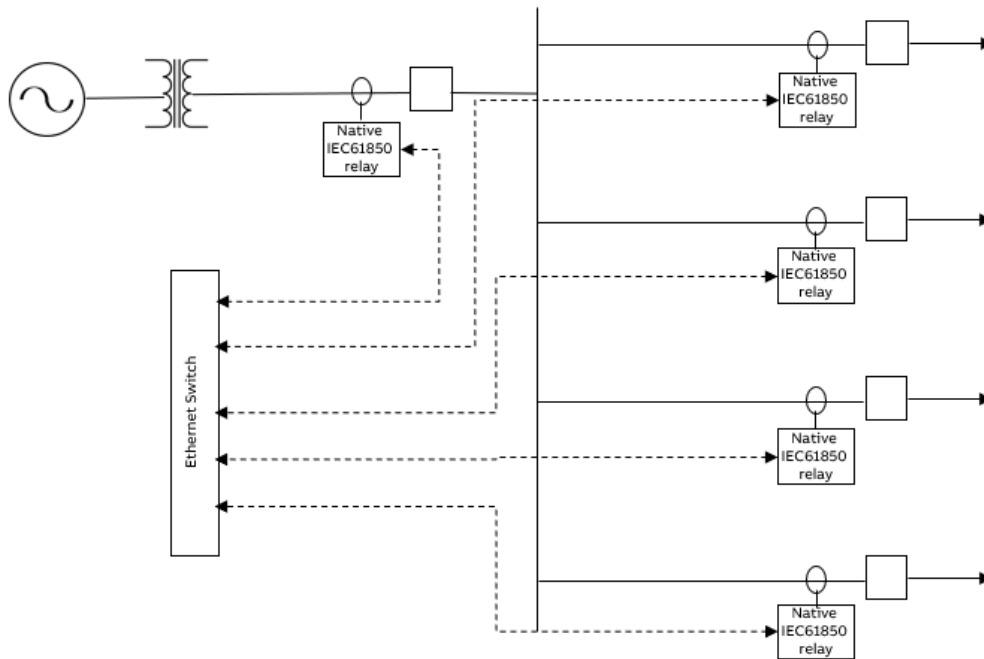 Native
IEC61850
relay
Native
IEC61850
relay
Native
IEC61850
relay
Ethernet Switch
Native
IEC61850
relay
Native
IEC61850
relay